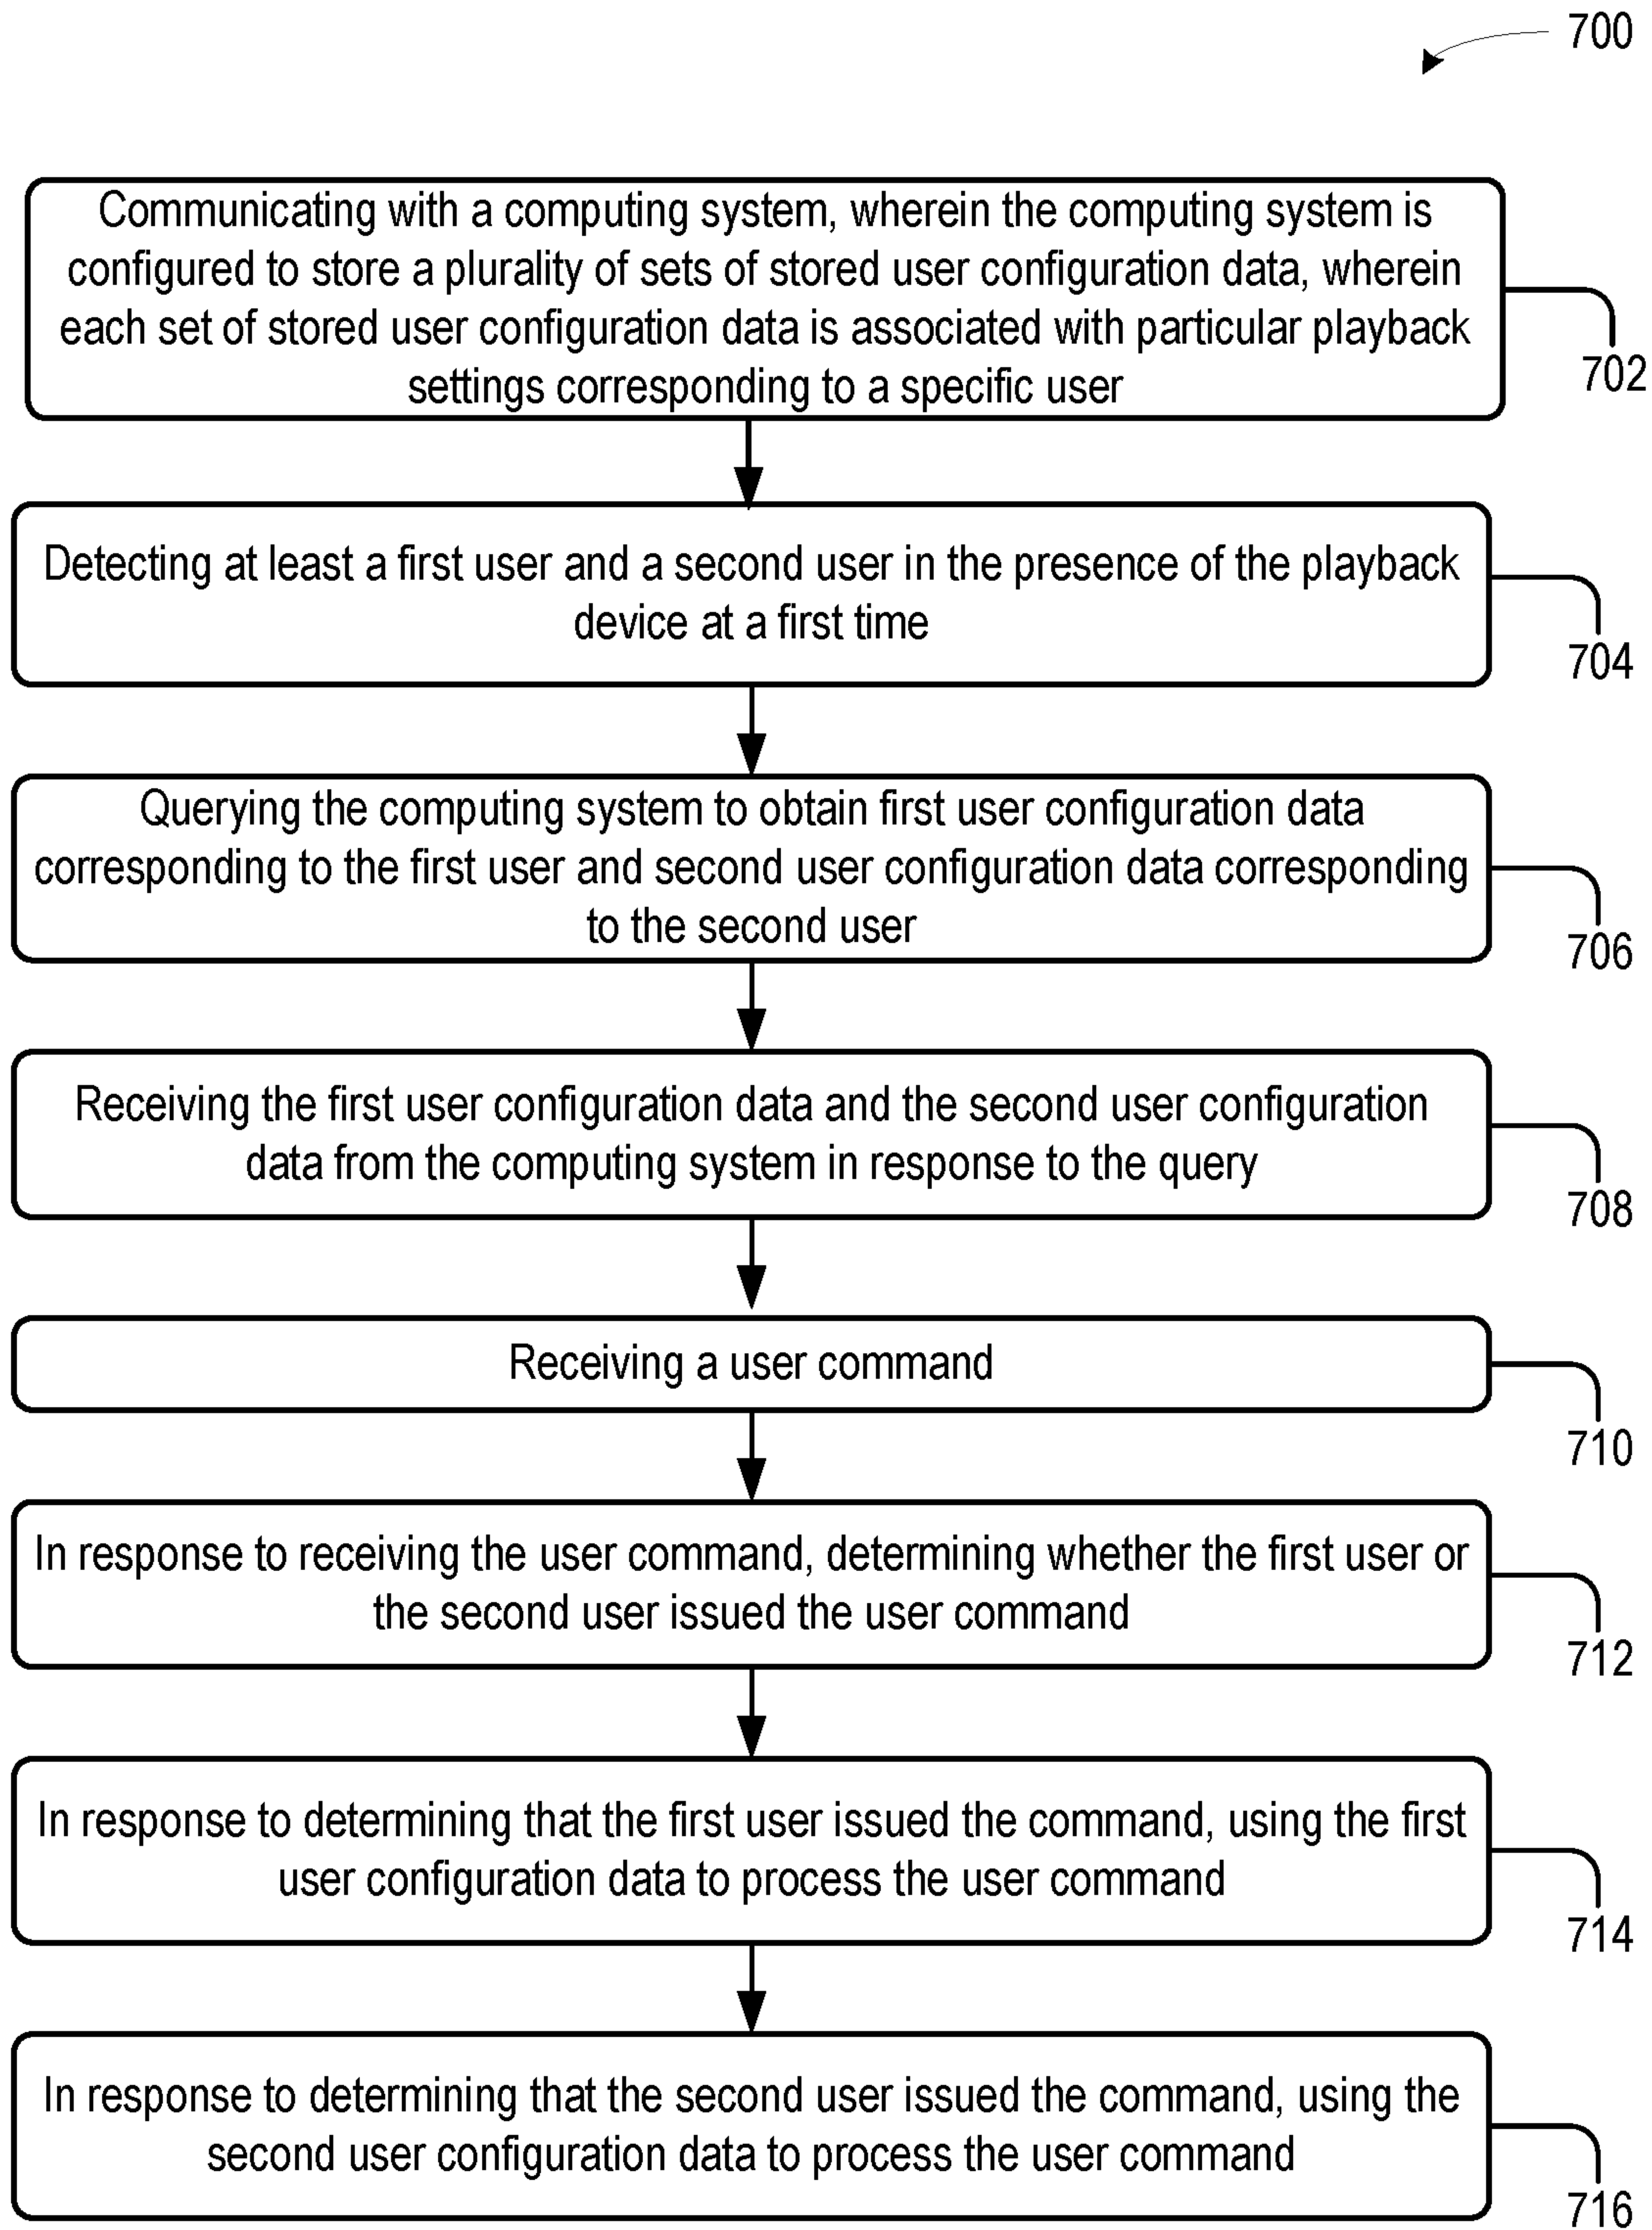 700
Communicating with a computing system, wherein the computing system is
configured to store a plurality of sets of stored user configuration data, wherein
each set of stored user configuration data is associated with particular playback
settings corresponding to a specific user
702
Detecting at least a first user and a second user in the presence of the playback
device at a first time
704
Querying the computing system to obtain first user configuration data
corresponding to the first user and second user configuration data corresponding
to the second user
706
Receiving the first user configuration data and the second user configuration
data from the computing system in response to the query
708
Receiving a user command
710
In response to receiving the user command, determining whether the first user or
the second user issued the user command
712
In response to determining that the first user issued the command, using the first
user configuration data to process the user command
714
In response to determining that the second user issued the command, using the
second user configuration data to process the user command
716